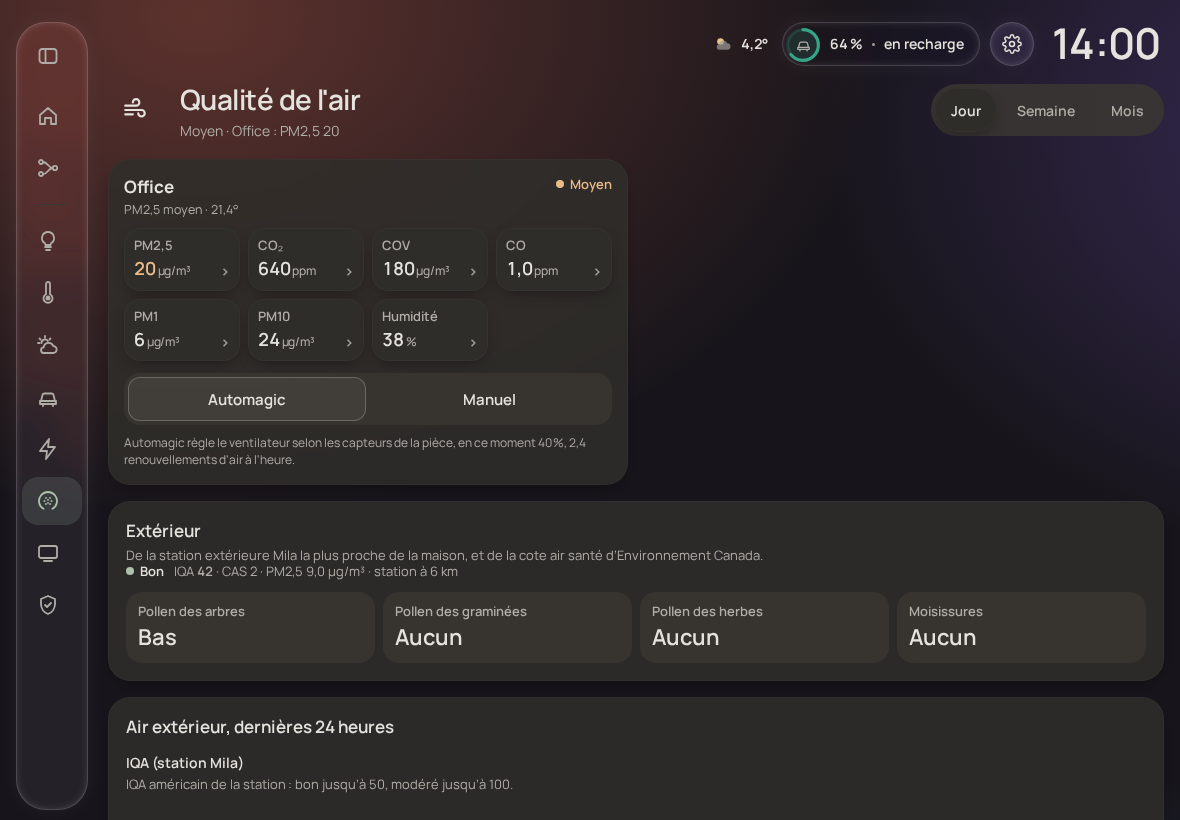 4,2°
64 % · en recharge
14:00
Qualité de l'air
Moyen · Office : PM2,5 20
Jour
Semaine
Mois
Office
Moyen
PM2,5 moyen · 21,4°
PM2,5
20 µg/m³
CO₂
640 ppm
COV
180 µg/m³
CO
1,0 ppm
PM1
6 µg/m³
PM10
24 µg/m³
Humidité
38 %
Automagic
Manuel
Automagic règle le ventilateur selon les capteurs de la pièce, en ce moment 40 %, 2,4
renouvellements d'air à l'heure.
Extérieur
De la station extérieure Mila la plus proche de la maison, et de la cote air santé d'Environnement Canada.
Bon IQA 42 · CAS 2 · PM2,5 9,0 µg/m³ · station à 6 km
Pollen des arbres
Bas
Pollen des graminées
Aucun
Pollen des herbes
Aucun
Moisissures
Aucun
Air extérieur, dernières 24 heures
IQA (station Mila)
IQA américain de la station : bon jusqu'à 50, modéré jusqu'à 100.